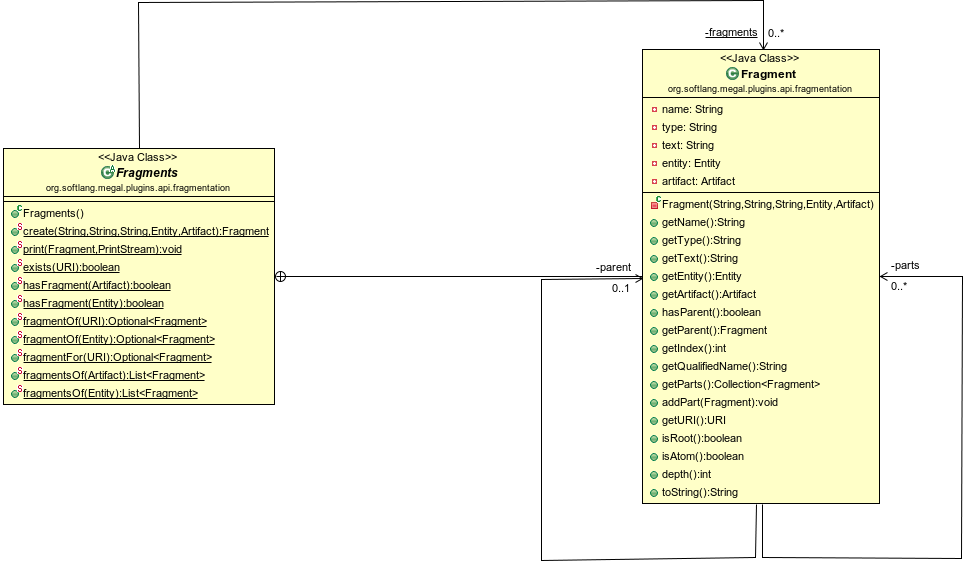 -fragments
0..*
<<Java Class>>
Fragment
org.softlang.megal.plugins.api.fragmentation
name: String
type: String
text: String
entity: Entity
artifact: Artifact
Fragment(String,String,String,Entity,Artifact)
getName():String
getType():String
getText():String
getEntity():Entity
getArtifact():Artifact
hasParent():boolean
getParent():Fragment
getIndex():int
getQualifiedName():String
getParts():Collection<Fragment>
addPart(Fragment):void
getURI():URI
isRoot():boolean
isAtom():boolean
depth():int
toString():String
<<Java Class>>
Fragments
org.softlang.megal.plugins.api.fragmentation
Fragments()
create(String,String,String,Entity,Artifact):Fragment
print(Fragment,PrintStream):void
exists(URI):boolean
hasFragment(Artifact):boolean
hasFragment(Entity):boolean
fragmentOf(URI):Optional<Fragment>
fragmentOf(Entity):Optional<Fragment>
fragmentFor(URI):Optional<Fragment>
fragmentsOf(Artifact):List<Fragment>
fragmentsOf(Entity):List<Fragment>
-parent
0..1
-parts
0..*